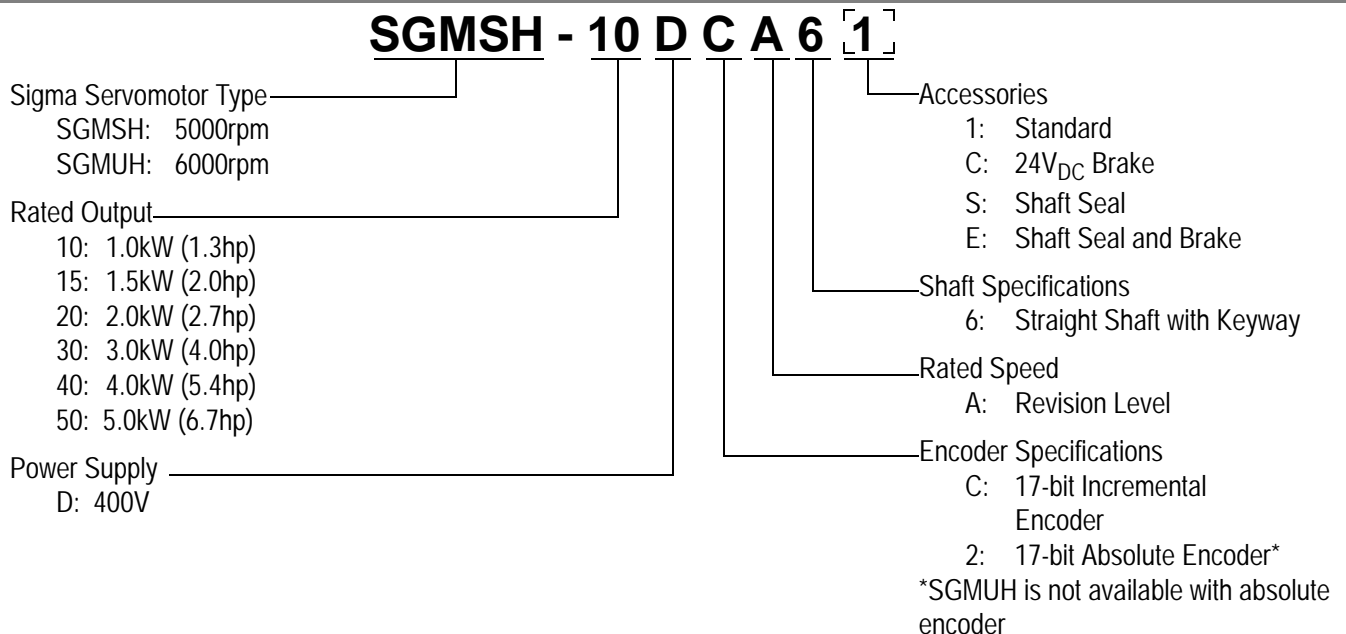 SGMSH - 10 D C A 6 1
Sigma Servomotor Type
SGMSH: 5000rpm
SGMUH: 6000rpm
Rated Output
10: 1.0kW (1.3hp)
15: 1.5kW (2.0hp)
20: 2.0kW (2.7hp)
30: 3.0kW (4.0hp)
40: 4.0kW (5.4hp)
50: 5.0kW (6.7hp)
Power Supply
D: 400V
Accessories
1: Standard
C: 24VDC Brake
S: Shaft Seal
E: Shaft Seal and Brake
Shaft Specifications
6: Straight Shaft with Keyway
Rated Speed
A: Revision Level
Encoder Specifications
C: 17-bit Incremental
Encoder
2: 17-bit Absolute Encoder*
*SGMUH is not available with absolute
encoder